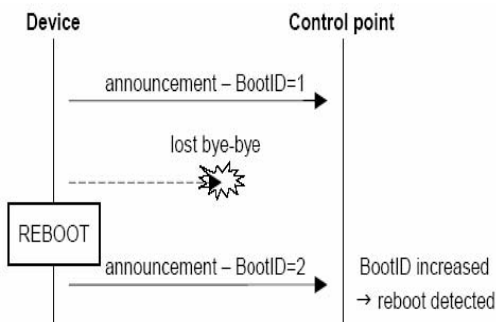 Device
Control point
announcement – BootID=1
lost bye-bye
REBOOT
announcement – BootID=2
BootID increased
→ reboot detected